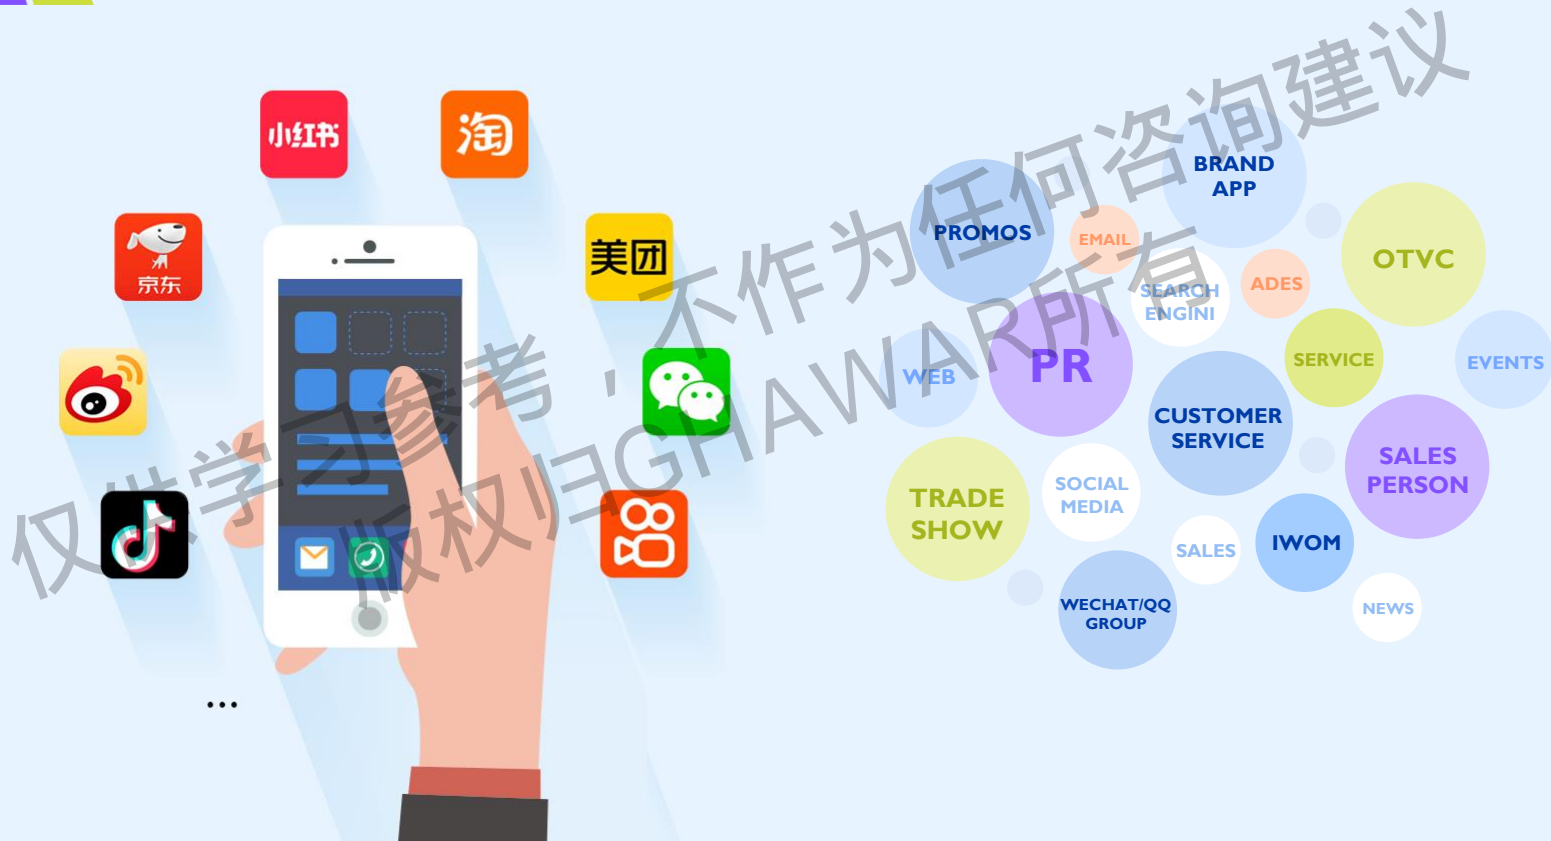 小红书
淘
京东
美团
...
PROMOS
EMAIL
BRAND
APP
OTVC
SEARCH
ENGINI
ADES
WEB
PR
SERVICE
EVENTS
CUSTOMER
SERVICE
TRADE
SHOW
SOCIAL
MEDIA
SALES
PERSON
SALES
IWOM
WECHAT/QQ
GROUP
NEWS
仅供学习参考，不作为任何咨询建议
版权归GHAWAR所有